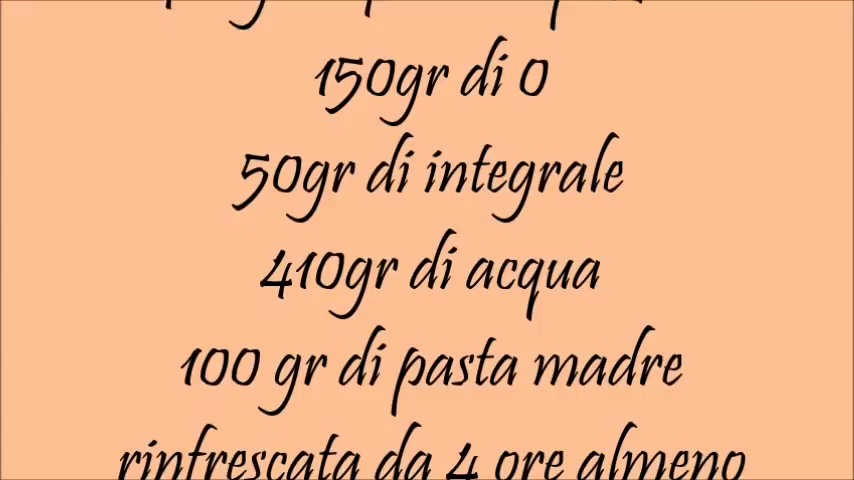 150gr di 0
50gr di integrale
410gr di acqua
100 gr di pasta madre
rinfrescata da 4 ore almeno